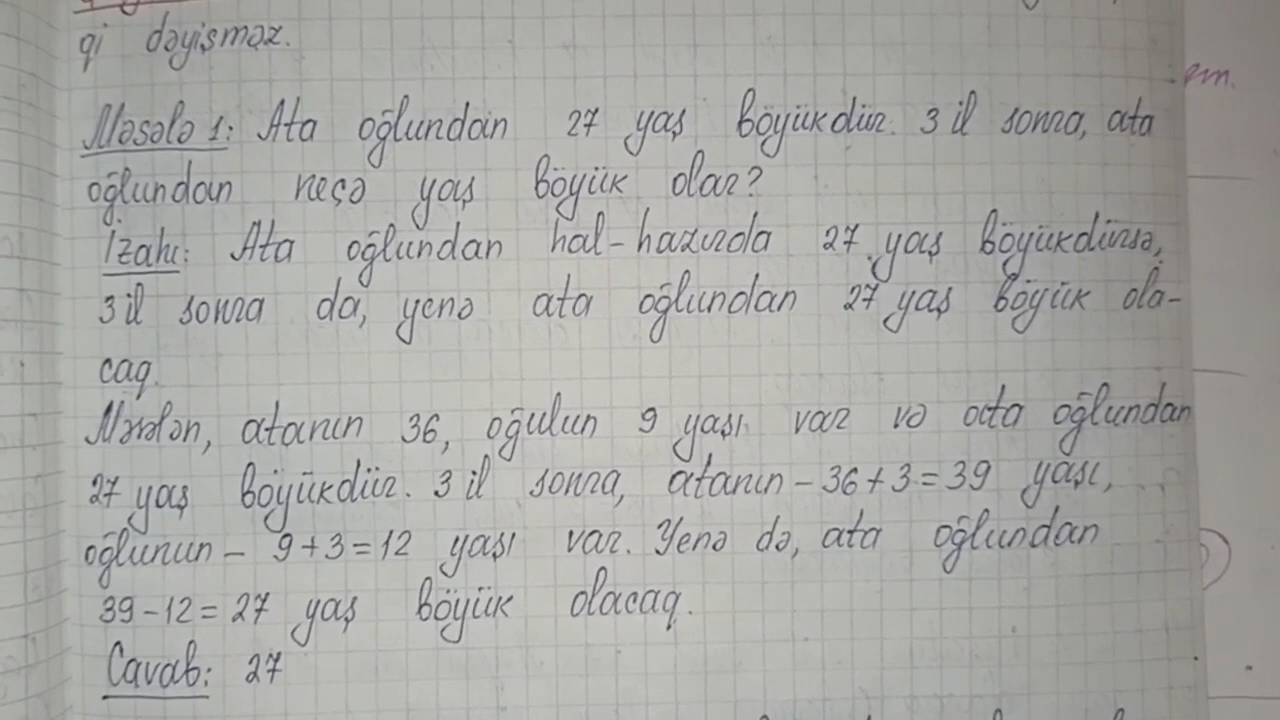 qi dəyişməz.
Məsələ 1: Ata oğlundan 27 yaş böyükdür. 3 il sonra, ata
oğlundan neçə yaş böyük olar?
İzahı: Ata oğlundan hal-hazırda 27 yaş böyükdürsə,
3 il sonra da, yenə ata oğlundan 27 yaş böyük ola-
caq.
Məsələn, atanın 36, oğulun 9 yaşı var və ata oğlundan
27 yaş böyükdür. 3 il sonra, atanın – 36+3=39 yaşı,
oğlunun – 9+3=12 yaşı var. Yenə də, ata oğlundan
39-12=27 yaş böyük olacaq.
Cavab: 27